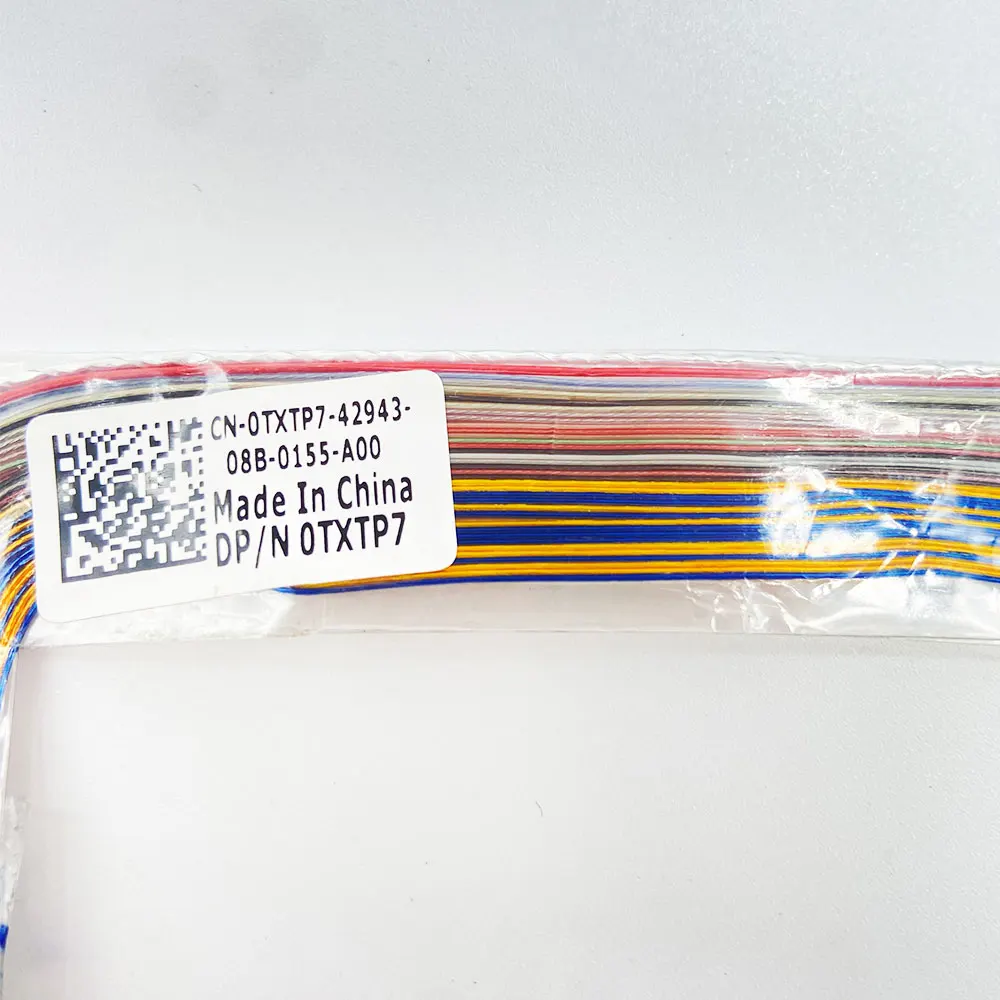 CN-0TXTP7-42943-
08B-0155-A00
Made In China
DP/N 0TXTP7